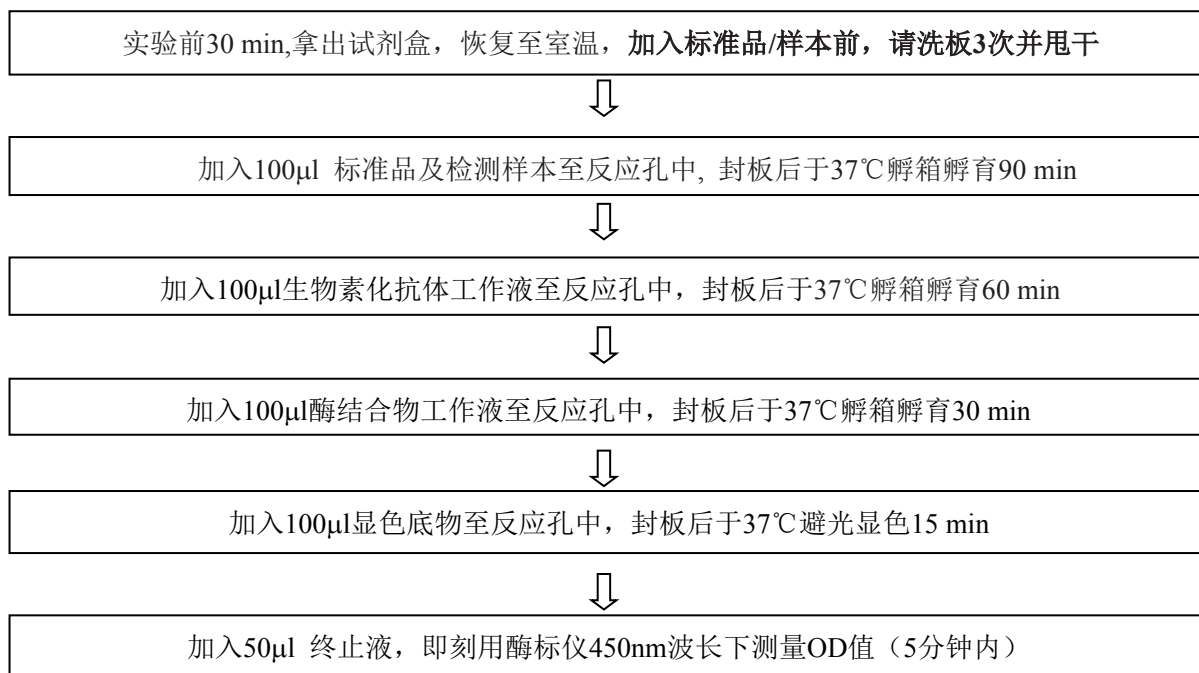 实验前30 min,拿出试剂盒，恢复至室温，加入标准品/样本前，请洗板3次并甩干
加入100μl 标准品及检测样本至反应孔中, 封板后于37℃孵箱孵育90 min
加入100μl生物素化抗体工作液至反应孔中，封板后于37℃孵箱孵育60 min
加入100μl酶结合物工作液至反应孔中，封板后于37℃孵箱孵育30 min
加入100μl显色底物至反应孔中，封板后于37℃避光显色15 min
加入50μl 终止液，即刻用酶标仪450nm波长下测量OD值（5分钟内）